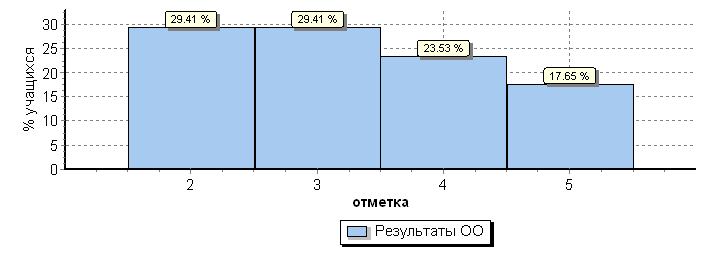 % учащихся
30
25
20
15
10
5
0
29.41 %
29.41 %
23.53 %
17.65 %
2 3 4 5
отметка
Результаты ОО